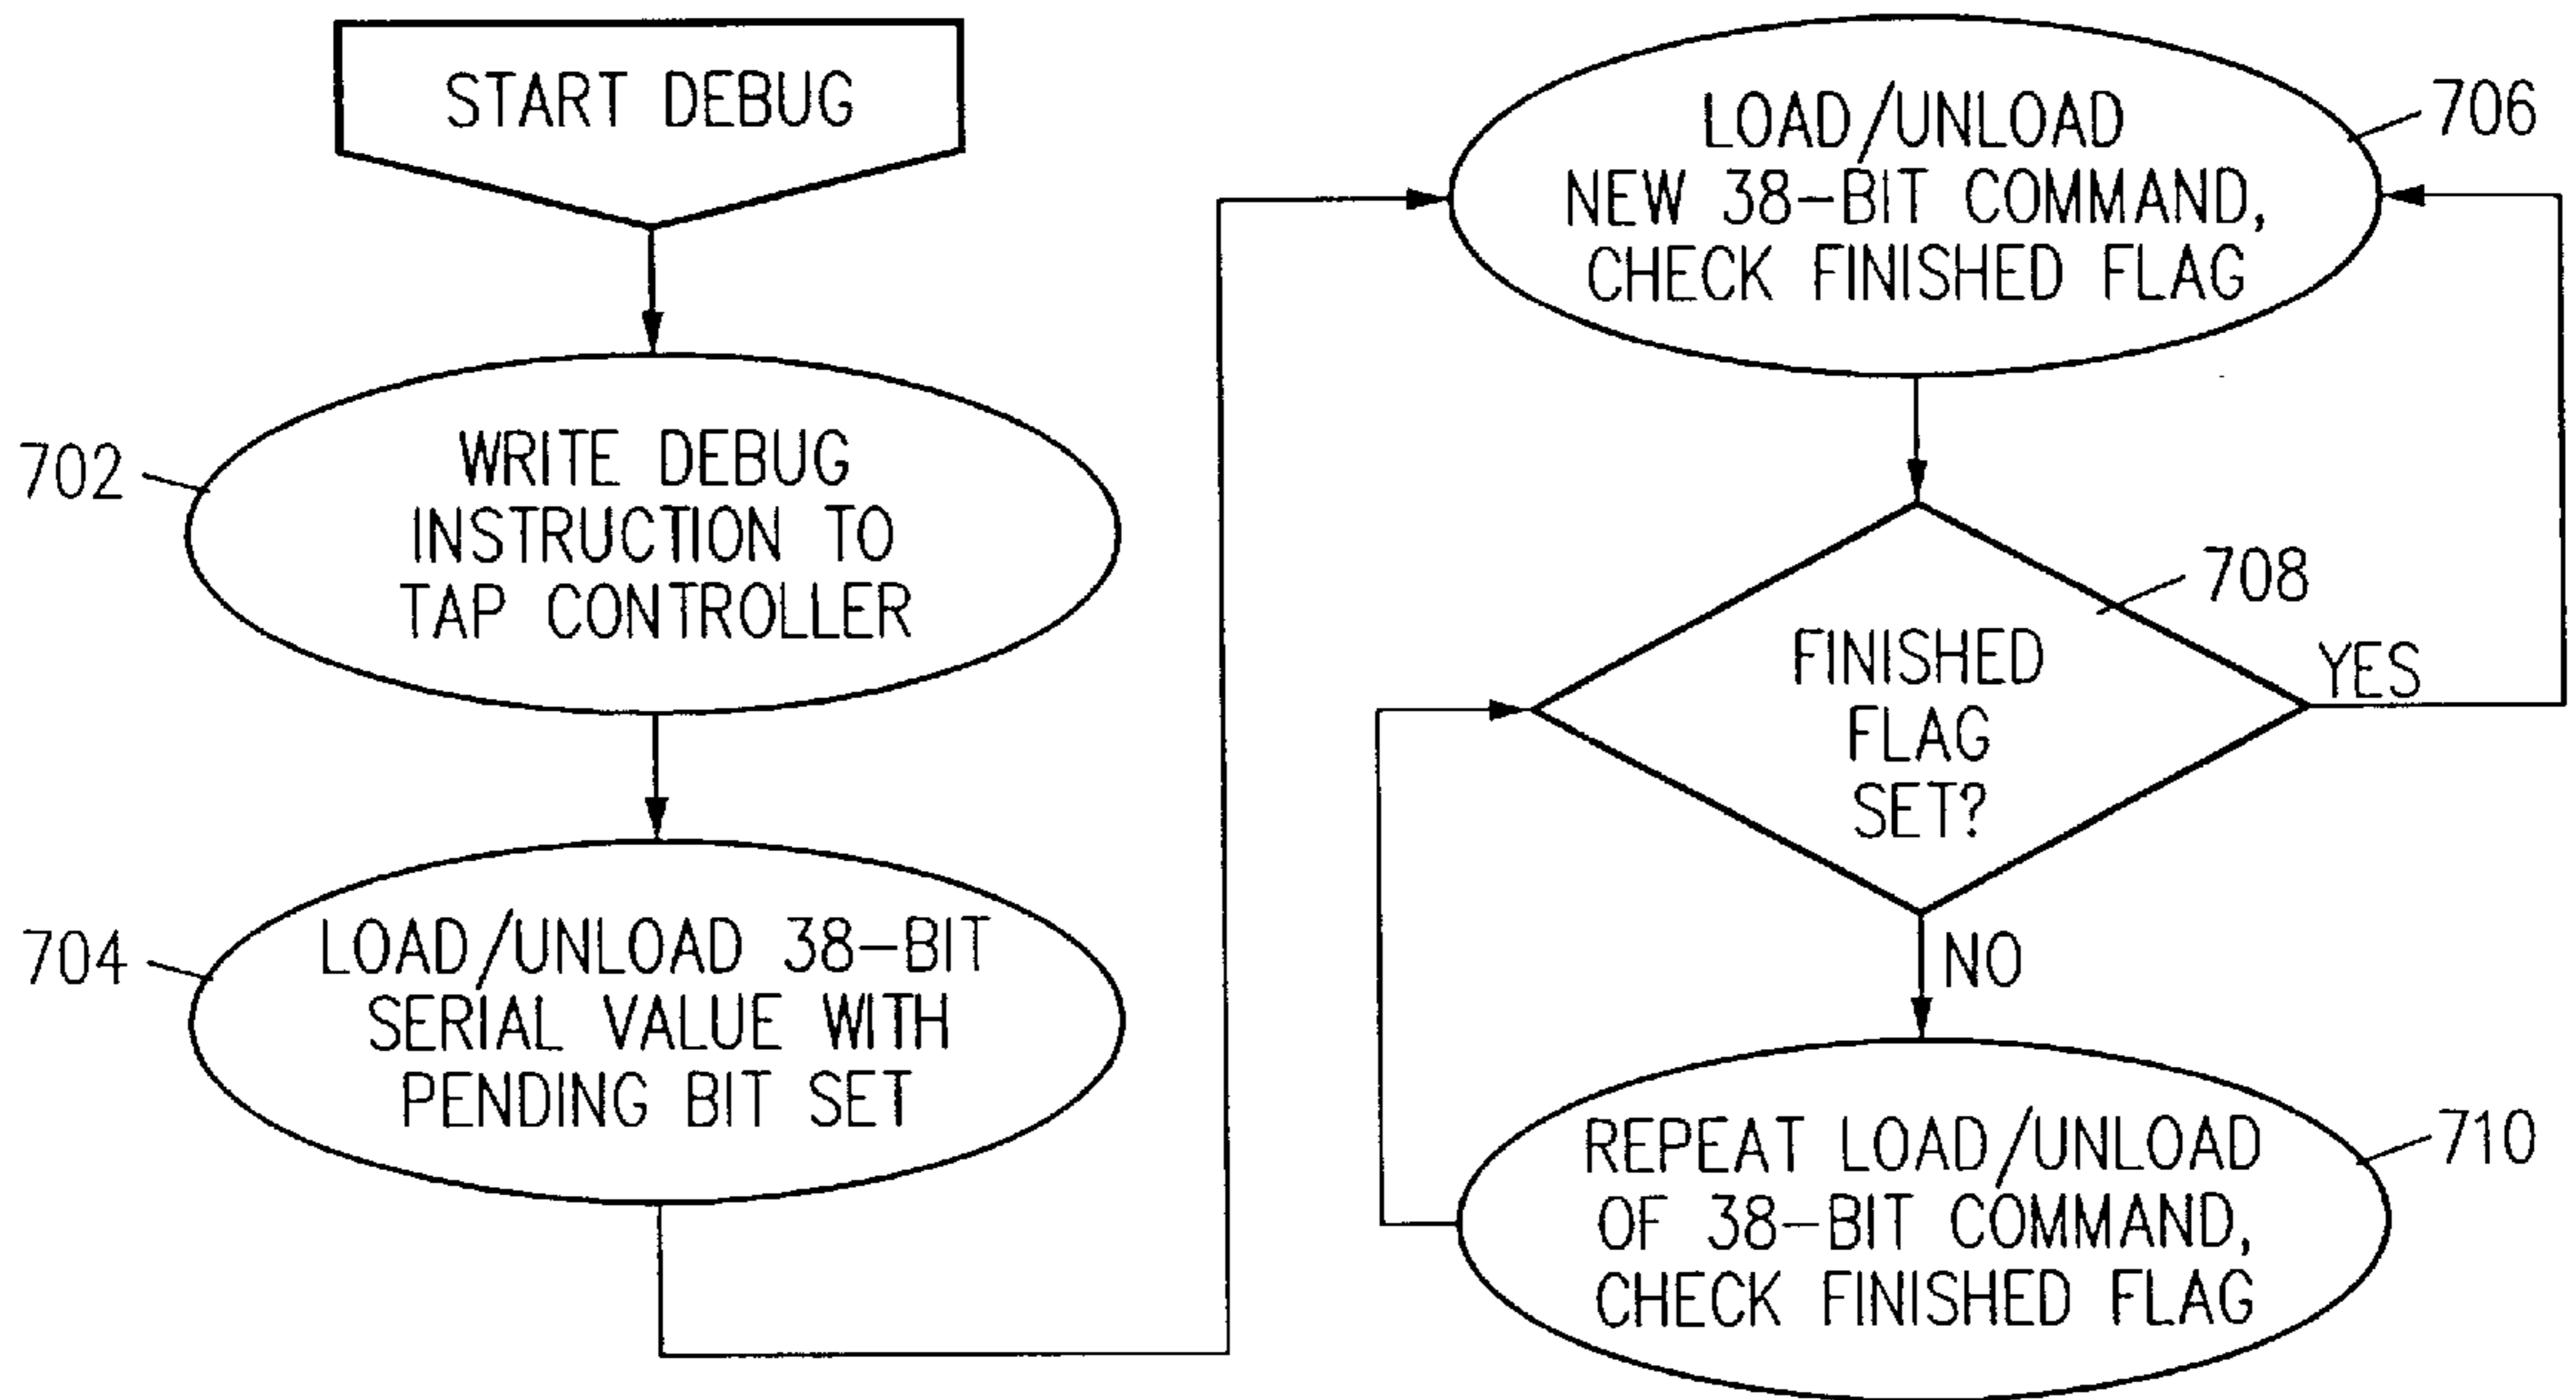 START DEBUG
702
WRITE DEBUG
INSTRUCTION TO
TAP CONTROLLER
704
LOAD/UNLOAD 38-BIT
SERIAL VALUE WITH
PENDING BIT SET
706
LOAD/UNLOAD
NEW 38-BIT COMMAND,
CHECK FINISHED FLAG
708
FINISHED
FLAG
SET?
YES
NO
710
REPEAT LOAD/UNLOAD
OF 38-BIT COMMAND,
CHECK FINISHED FLAG